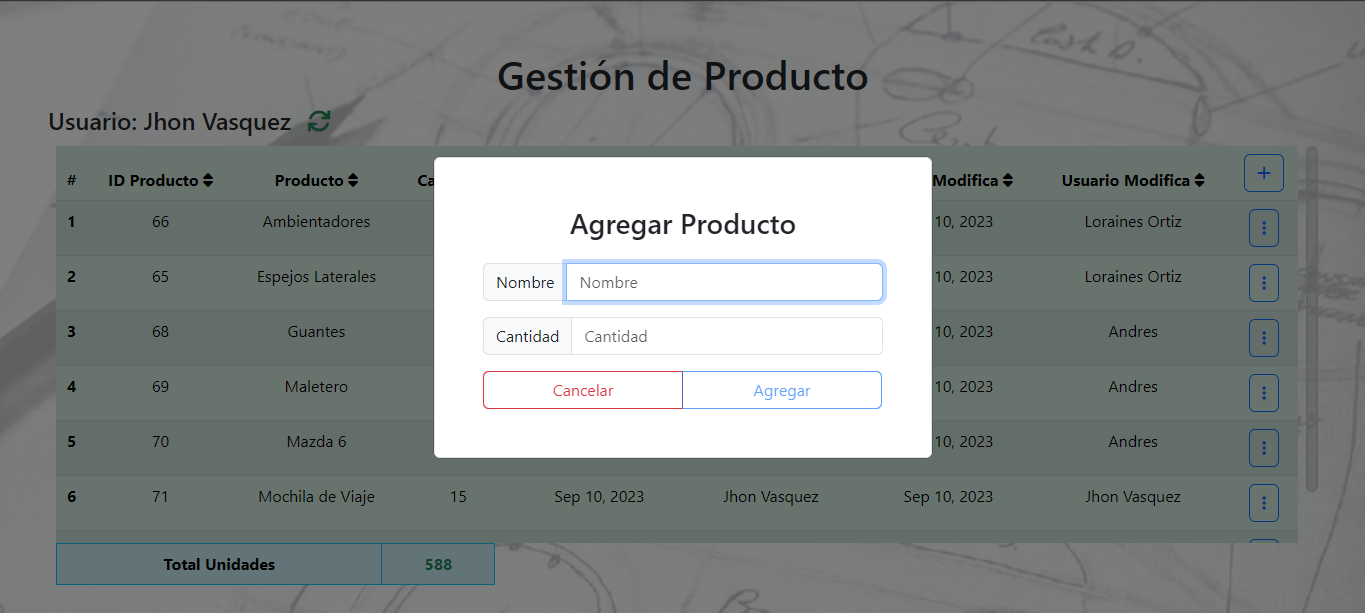 Gestión de Producto
Usuario: Jhon Vasquez
# ID Producto Producto Ca Modifica Usuario Modifica +
1 66 Ambientadores 10, 2023 Loraines Ortiz
2 65 Espejos Laterales 10, 2023 Loraines Ortiz
3 68 Guantes 10, 2023 Andres
4 69 Maletero 10, 2023 Andres
5 70 Mazda 6 10, 2023 Andres
6 71 Mochila de Viaje 15 Sep 10, 2023 Jhon Vasquez Sep 10, 2023 Jhon Vasquez
Total Unidades 588
Agregar Producto
Nombre Nombre
Cantidad Cantidad
Cancelar Agregar